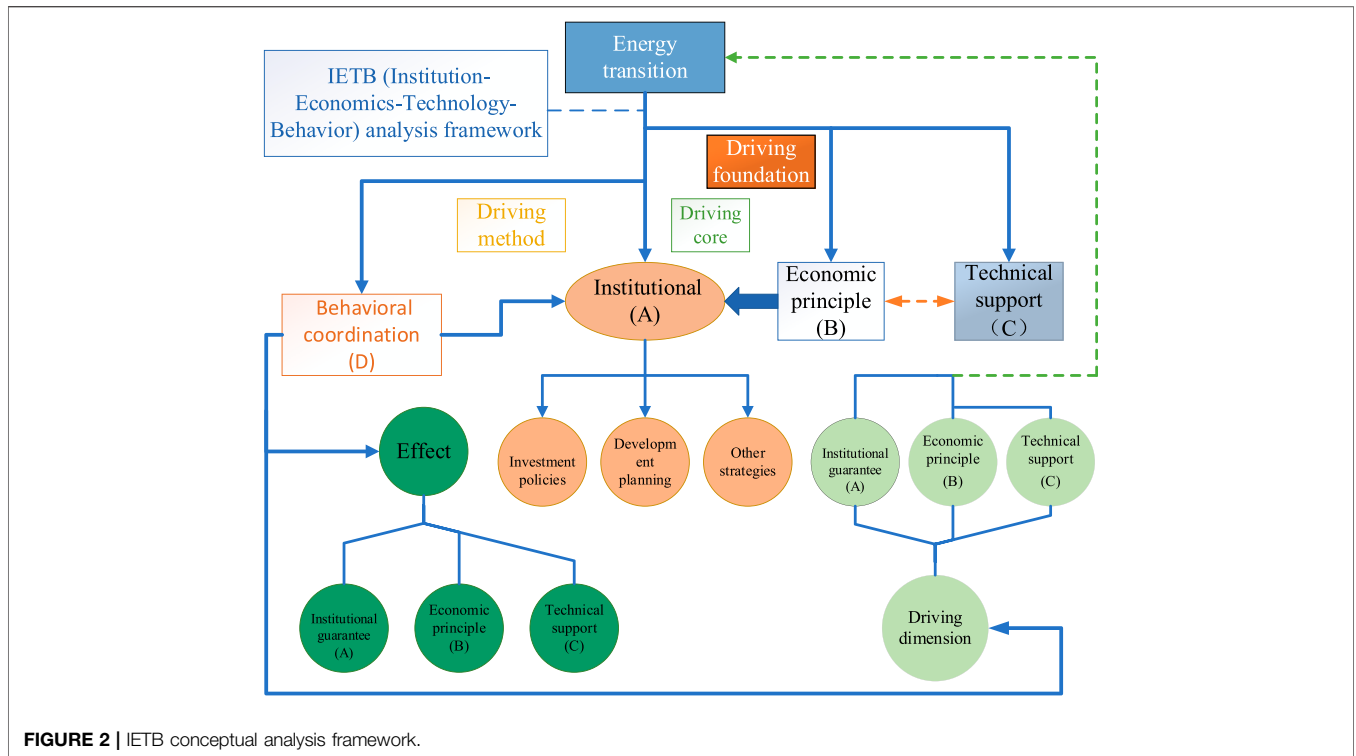 Energy
transition
IETB (Institution-
Economics-Technology-
Behavior) analysis framework
Driving
foundation
Driving
method
Driving
core
Behavioral
coordination
(D)
Institutional
(A)
Economic
principle
(B)
Technical
support
（C）
Effect
Investment
policies
Developm
ent
planning
Other
strategies
Institutional
guarantee
(A)
Economic
principle
(B)
Technical
support
(C)
Institutional
guarantee
(A)
Economic
principle
(B)
Technical
support
(C)
Driving
dimension
FIGURE 2 | IETB conceptual analysis framework.